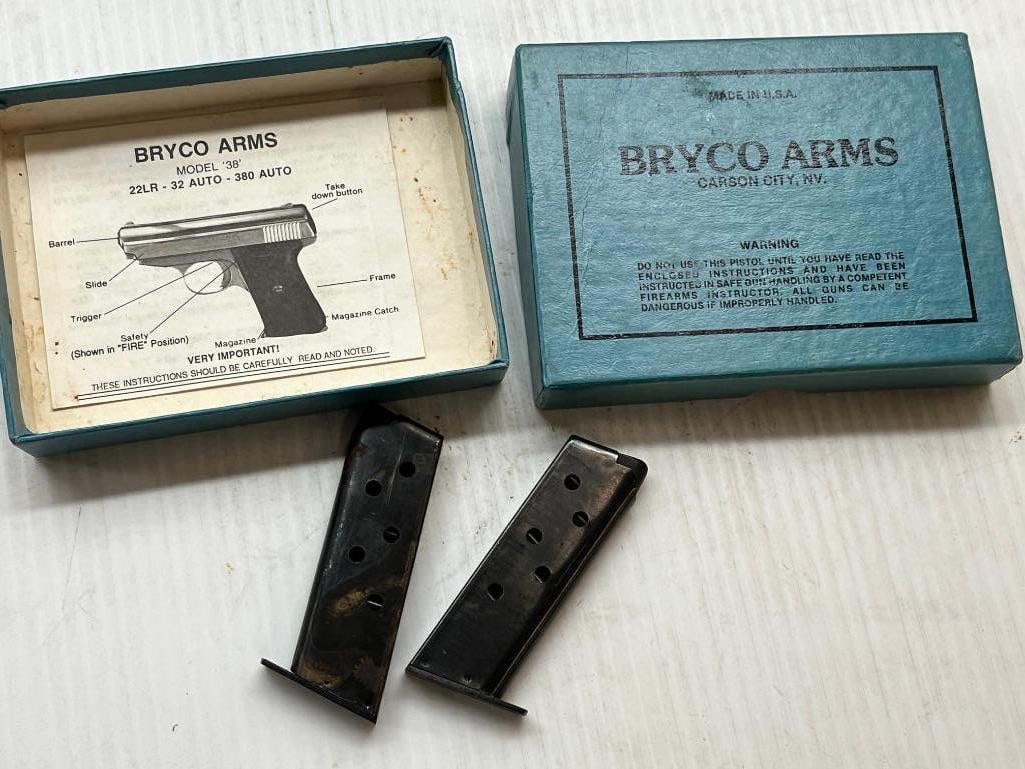 BRYCO ARMS
MODEL '38'
22LR - 32 AUTO - 380 AUTO
Take
down button
Barrel
Slide
Frame
Trigger
Magazine Catch
Safety
(Shown in "FIRE" Position)
Magazine
VERY IMPORTANT!
THESE INSTRUCTIONS SHOULD BE CAREFULLY READ AND NOTED.
MADE IN U.S.A.
BRYCO ARMS
CARSON CITY, NV.
WARNING
DO NOT USE THIS PISTOL UNTIL YOU HAVE READ THE
ENCLOSED INSTRUCTIONS AND HAVE BEEN
INSTRUCTED IN SAFE GUN HANDLING BY A COMPETENT
FIREARMS INSTRUCTOR. ALL GUNS CAN BE
DANGEROUS IF IMPROPERLY HANDLED.